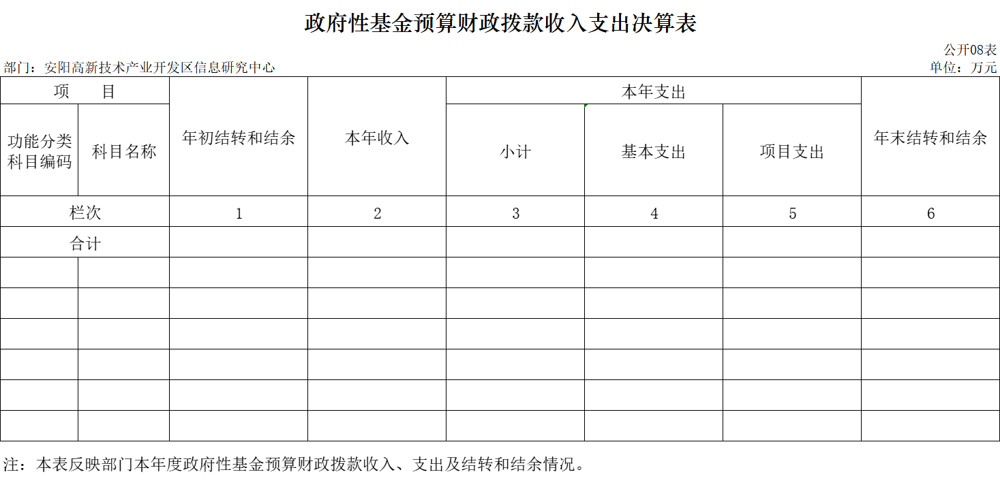 政府性基金预算财政拨款收入支出决算表
公开08表
部门：安阳高新技术产业开发区信息研究中心 单位：万元
项 目 年初结转和结余 本年收入 本年支出 年末结转和结余
功能分类科目编码 科目名称 小计 基本支出 项目支出
栏次 1 2 3 4 5 6
合计
注：本表反映部门本年度政府性基金预算财政拨款收入、支出及结转和结余情况。